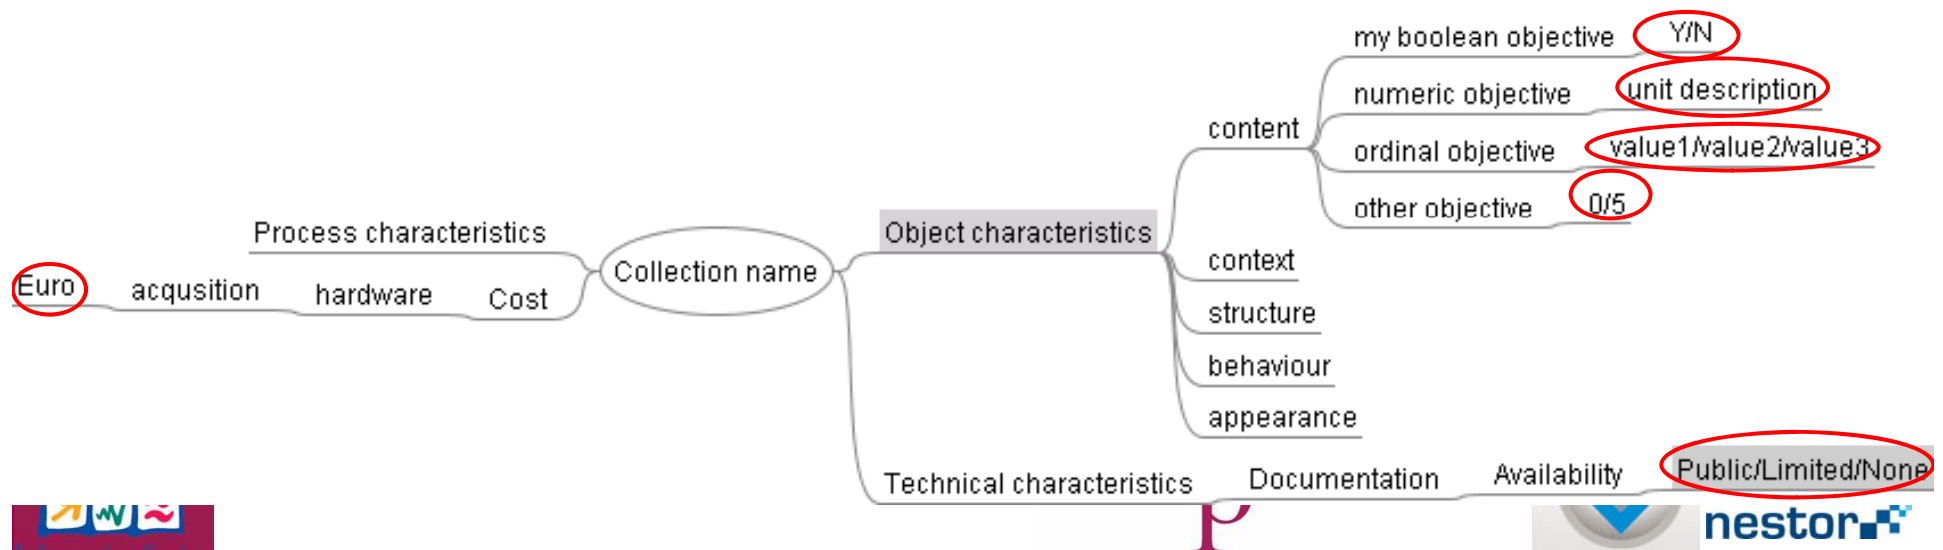 my boolean objective Y/N
numeric objective unit description
content
ordinal objective value1/value2/value3
other objective 0/5
Process characteristics
Object characteristics
Collection name
context
Euro acqusition hardware Cost
structure
behaviour
appearance
Technical characteristics Documentation Availability Public/Limited/None
p
nestor